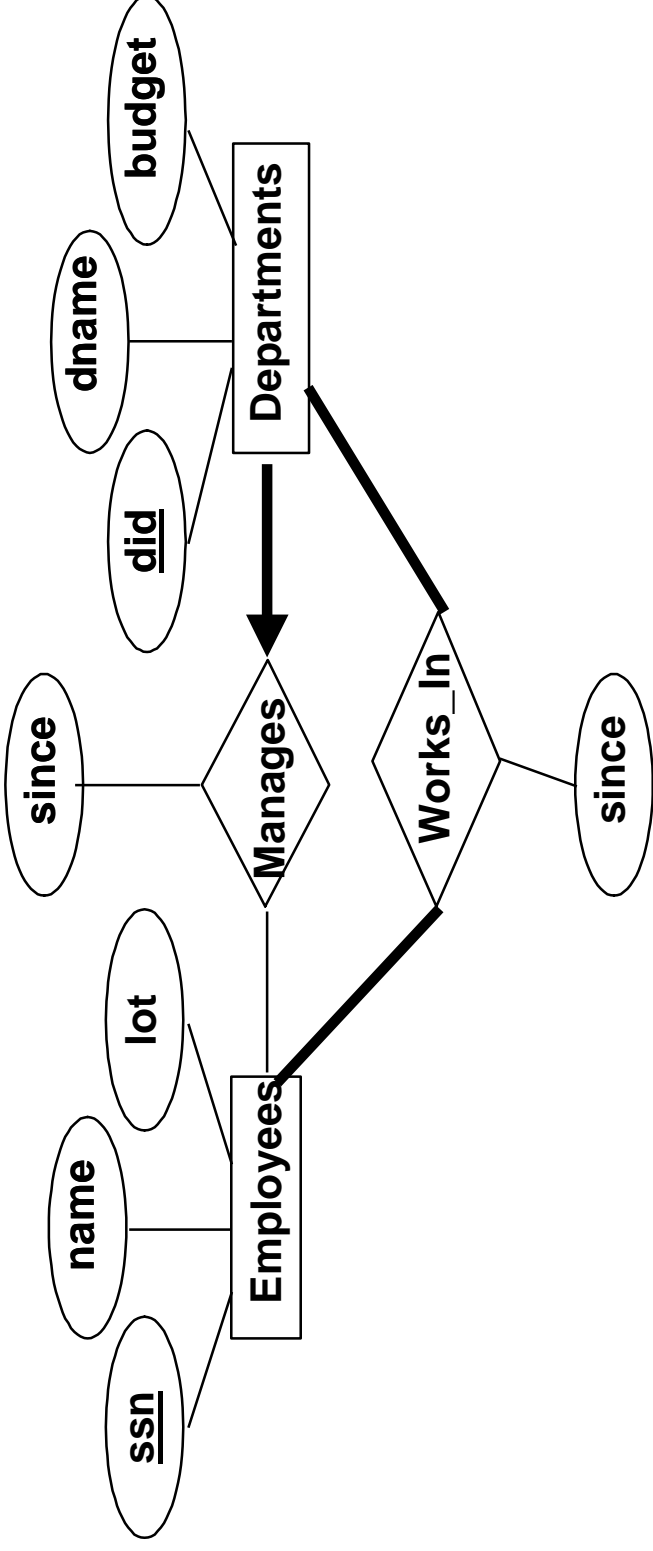 since
name
dname
ssn
lot
did
budget
Employees
Manages
Departments
Works_In
since